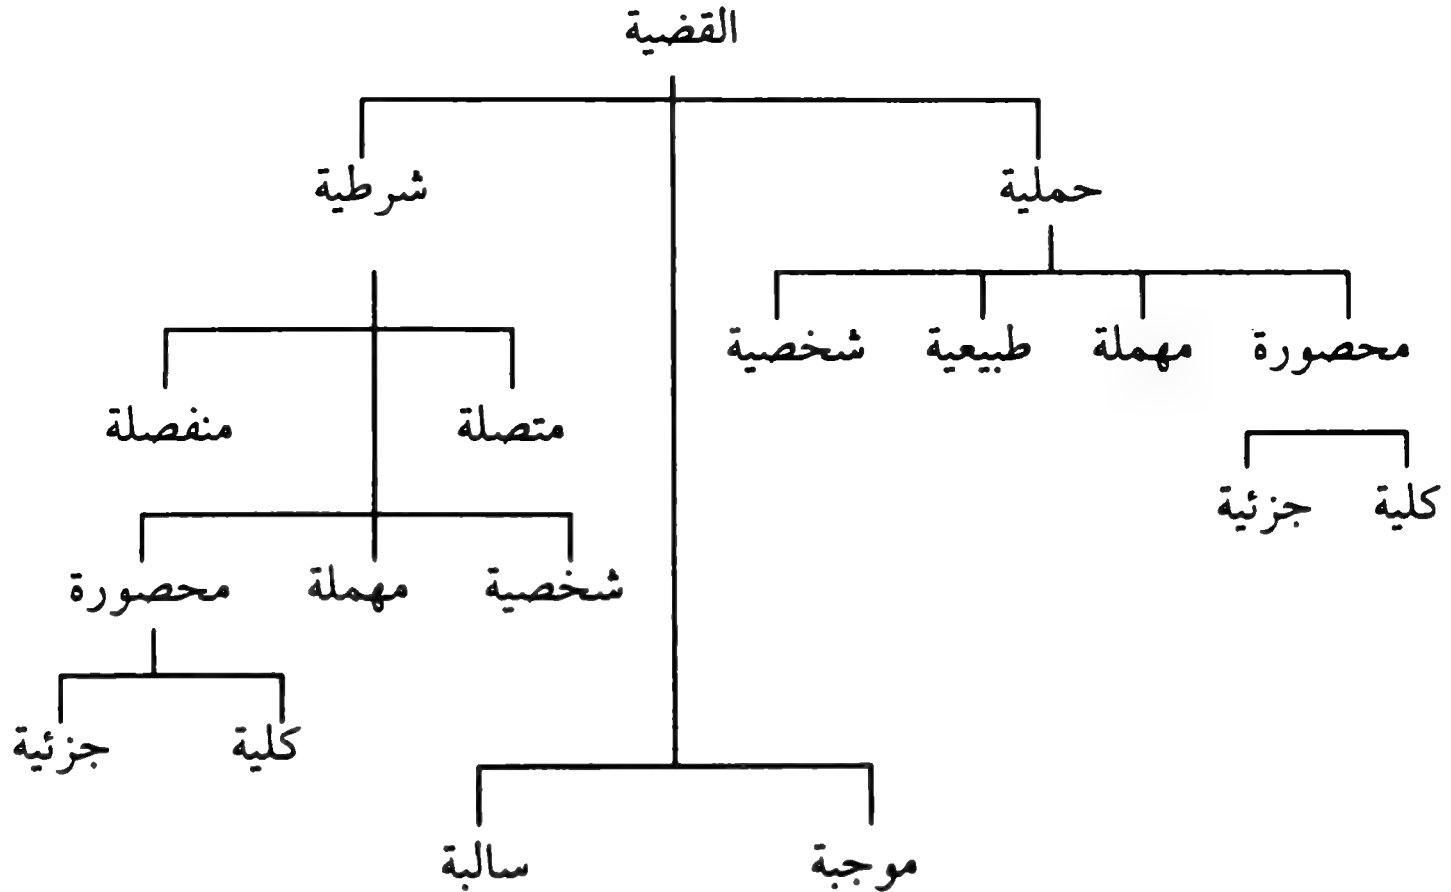 القضية
حملية شرطية
محصورة مهملة طبيعية شخصية
متصلة منفصلة
كلية جزئية
شخصية مهملة محصورة
كلية جزئية
موجبة سالبة